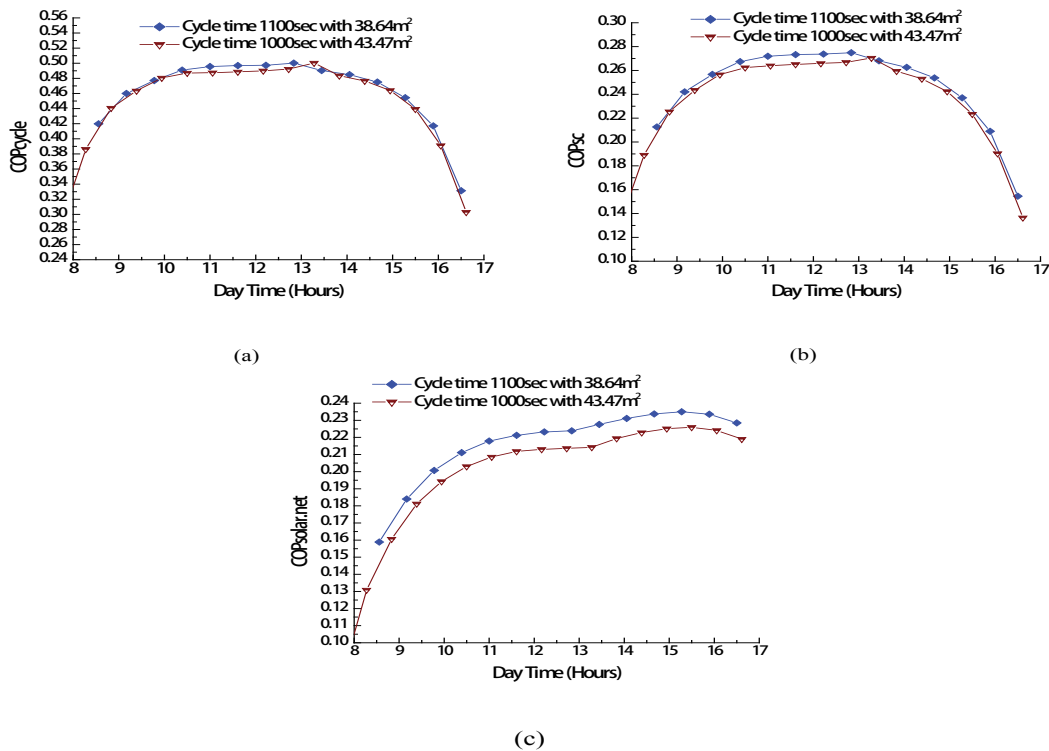 Cycle time 1100sec with 38.64m²
Cycle time 1000sec with 43.47m²
0.56
0.54
0.52
0.50
0.48
0.46
0.44
0.42
0.40
0.38
0.36
0.34
0.32
0.30
0.28
0.26
0.24
COPcycle
8 9 10 11 12 13 14 15 16 17
Day Time (Hours)
(a)
Cycle time 1100sec with 38.64m²
Cycle time 1000sec with 43.47m²
0.30
0.28
0.26
0.24
0.22
0.20
0.18
0.16
0.14
0.12
0.10
COPsc
8 9 10 11 12 13 14 15 16 17
Day Time (Hours)
(b)
Cycle time 1100sec with 38.64m²
Cycle time 1000sec with 43.47m²
0.24
0.23
0.22
0.21
0.20
0.19
0.18
0.17
0.16
0.15
0.14
0.13
0.12
0.11
0.10
COPsolar.net
8 9 10 11 12 13 14 15 16 17
Day Time (Hours)
(c)